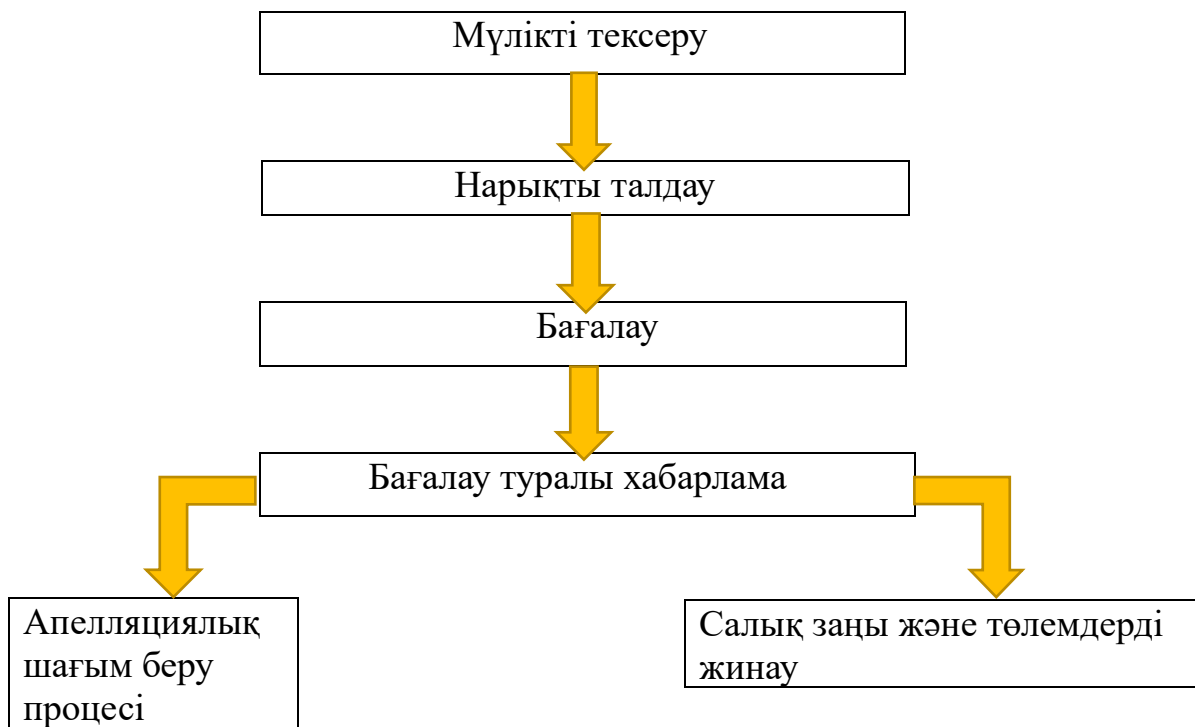 Мүлікті тексеру
Нарықты талдау
Бағалау
Бағалау туралы хабарлама
Апелляциялық
шағым беру
процесі
Салық заңы және төлемдерді
жинау